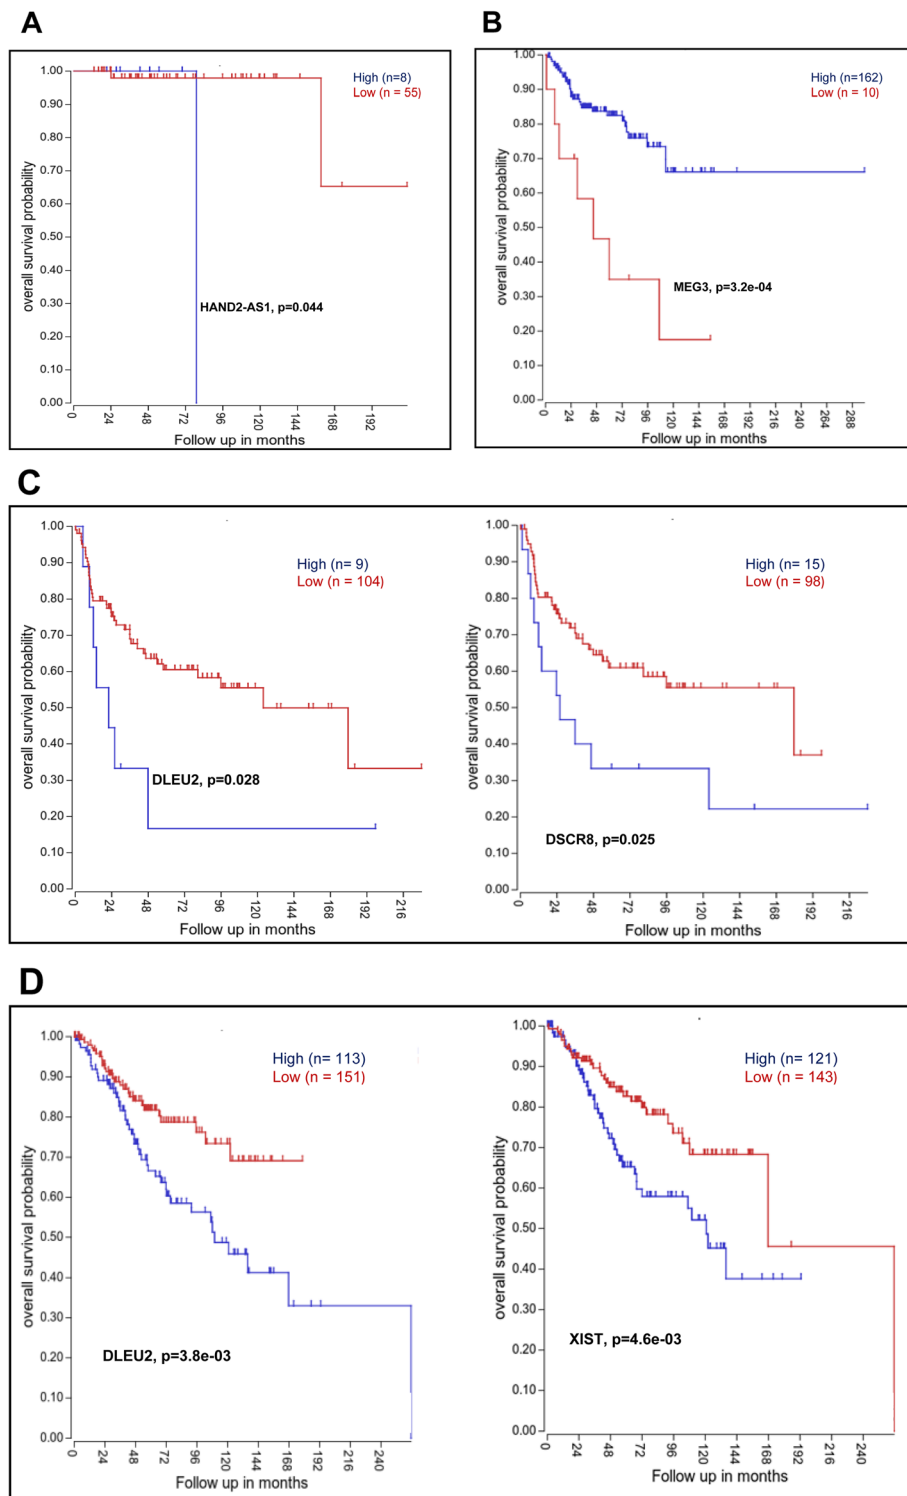 A
High (n=8)
Low (n = 55)
overall survival probability
1.00
0.90
0.80
0.70
0.60
0.50
0.40
0.30
0.20
0.10
0.00
HAND2-AS1, p=0.044
0 24 48 72 96 120 144 168 192
Follow up in months
B
High (n=162)
Low (n = 10)
overall survival probability
1.00
0.90
0.80
0.70
0.60
0.50
0.40
0.30
0.20
0.10
0.00
MEG3, p=3.2e-04
0 24 48 72 96 120 144 168 192 216 240 264 288
Follow up in months
C
High (n= 9)
Low (n = 104)
overall survival probability
1.00
0.90
0.80
0.70
0.60
0.50
0.40
0.30
0.20
0.10
0.00
DLEU2, p=0.028
0 24 48 72 96 120 144 168 192 216
Follow up in months
High (n= 15)
Low (n = 98)
overall survival probability
1.00
0.90
0.80
0.70
0.60
0.50
0.40
0.30
0.20
0.10
0.00
DSCR8, p=0.025
0 24 48 72 96 120 144 168 192 216
Follow up in months
D
High (n= 113)
Low (n = 151)
overall survival probability
1.00
0.90
0.80
0.70
0.60
0.50
0.40
0.30
0.20
0.10
0.00
DLEU2, p=3.8e-03
0 24 48 72 96 120 144 168 192 216 240
Follow up in months
High (n= 121)
Low (n = 143)
overall survival probability
1.00
0.90
0.80
0.70
0.60
0.50
0.40
0.30
0.20
0.10
0.00
XIST, p=4.6e-03
0 24 48 72 96 120 144 168 192 216 240
Follow up in months